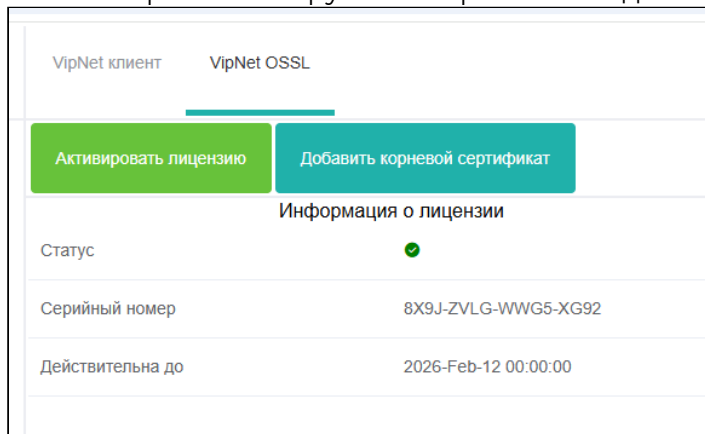 VipNet клиент VipNet OSSL
Активировать лицензию Добавить корневой сертификат
Информация о лицензии
Статус
Серийный номер 8X9J-ZVLG-WWG5-XG92
Действительна до 2026-Feb-12 00:00:00